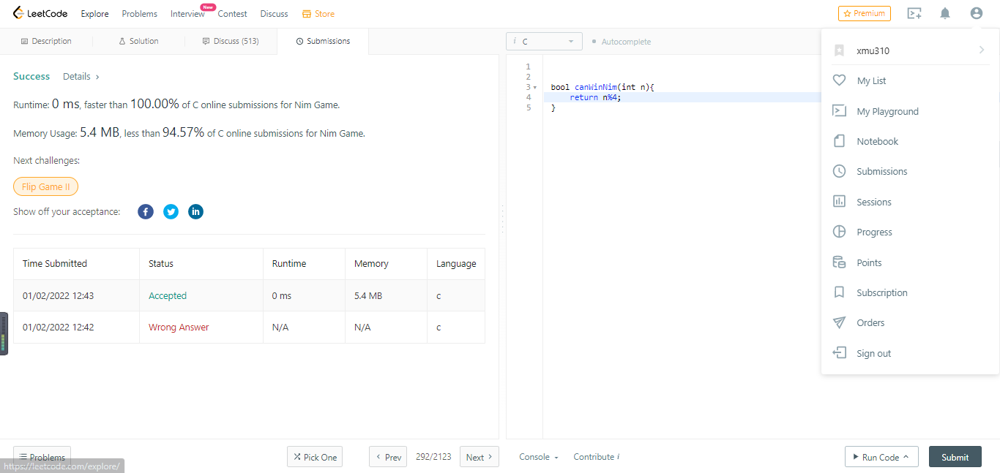 LeetCode Explore Problems Interview New Contest Discuss Store Premium
Description Solution Discuss (513) Submissions
i C Autocomplete
Success Details
Runtime: 0 ms, faster than 100.00% of C online submissions for Nim Game.
Memory Usage: 5.4 MB, less than 94.57% of C online submissions for Nim Game.
Next challenges:
Flip Game II
Show off your acceptance:
Time Submitted Status Runtime Memory Language
01/02/2022 12:43 Accepted 0 ms 5.4 MB c
01/02/2022 12:42 Wrong Answer N/A N/A c
1
2
3 bool canWinNim(int n){
4 return n%4;
5 }
xmu310
My List
My Playground
Notebook
Submissions
Sessions
Progress
Points
Subscription
Orders
Sign out
Problems Pick One Prev 292/2123 Next Console Contribute i Run Code Submit
https://leetcode.com/explore/